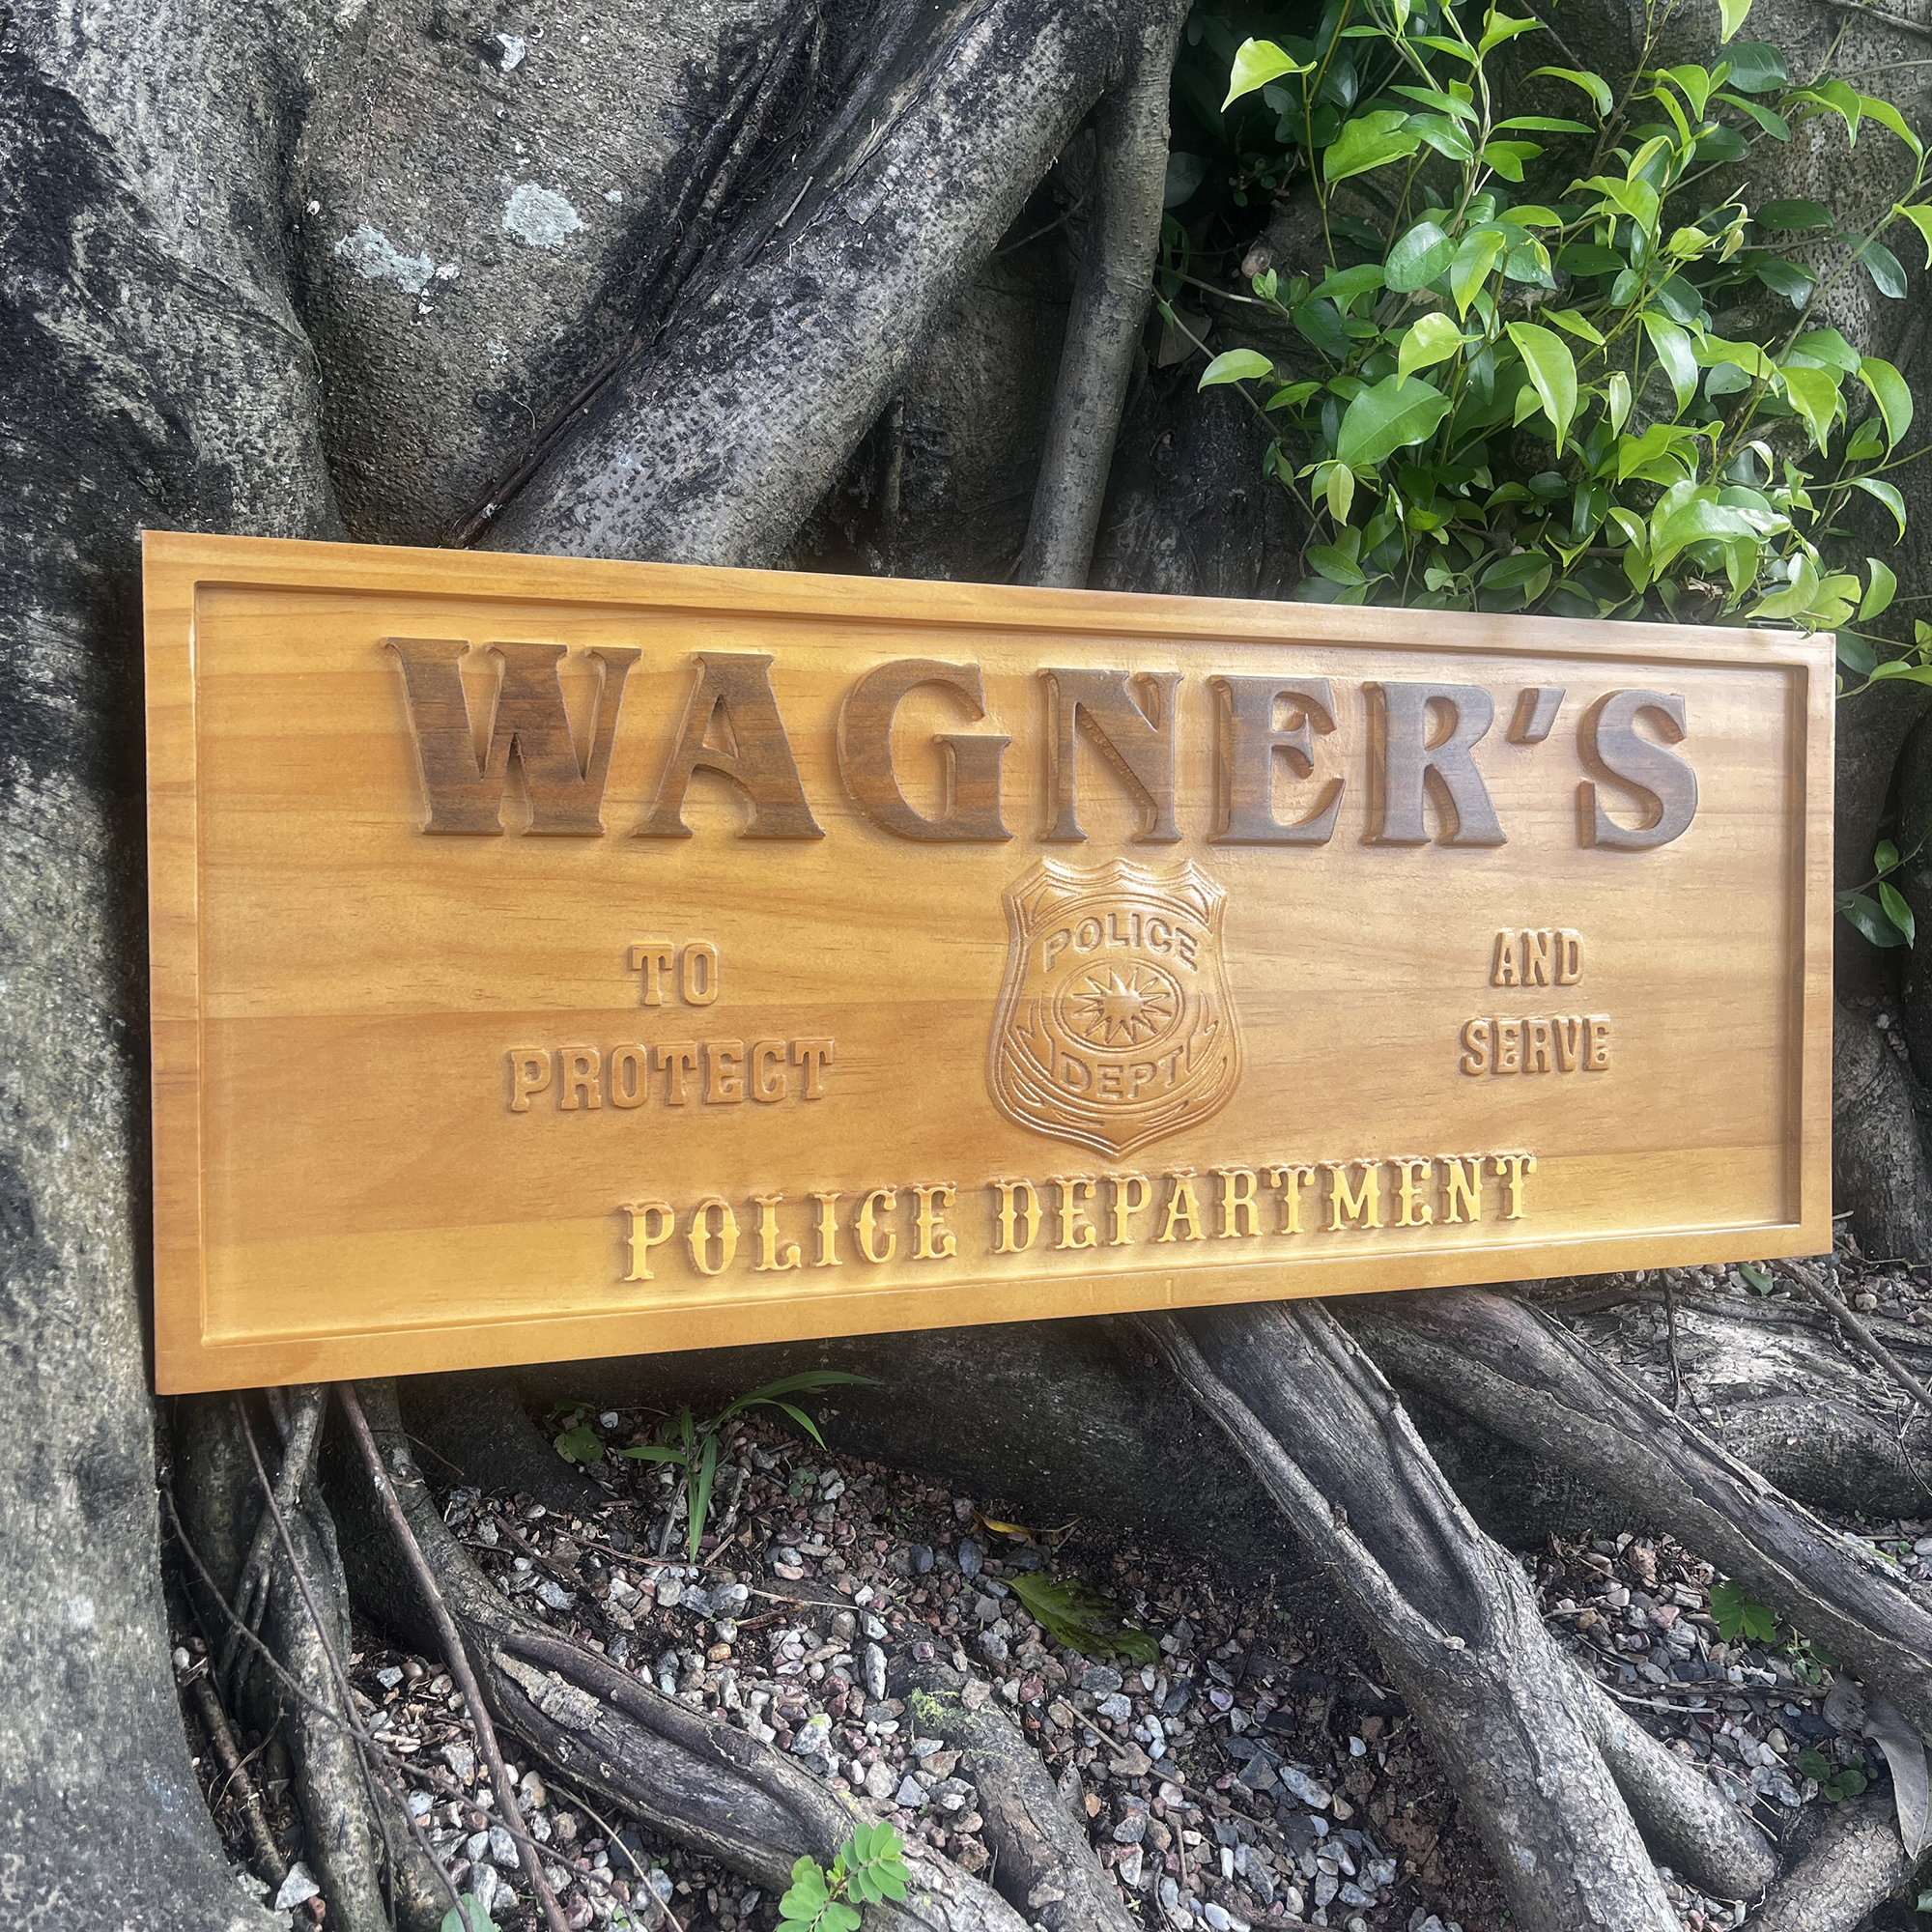 WAGNER'S
TO
PROTECT
POLICE
DEPT
AND
SERVE
POLICE DEPARTMENT